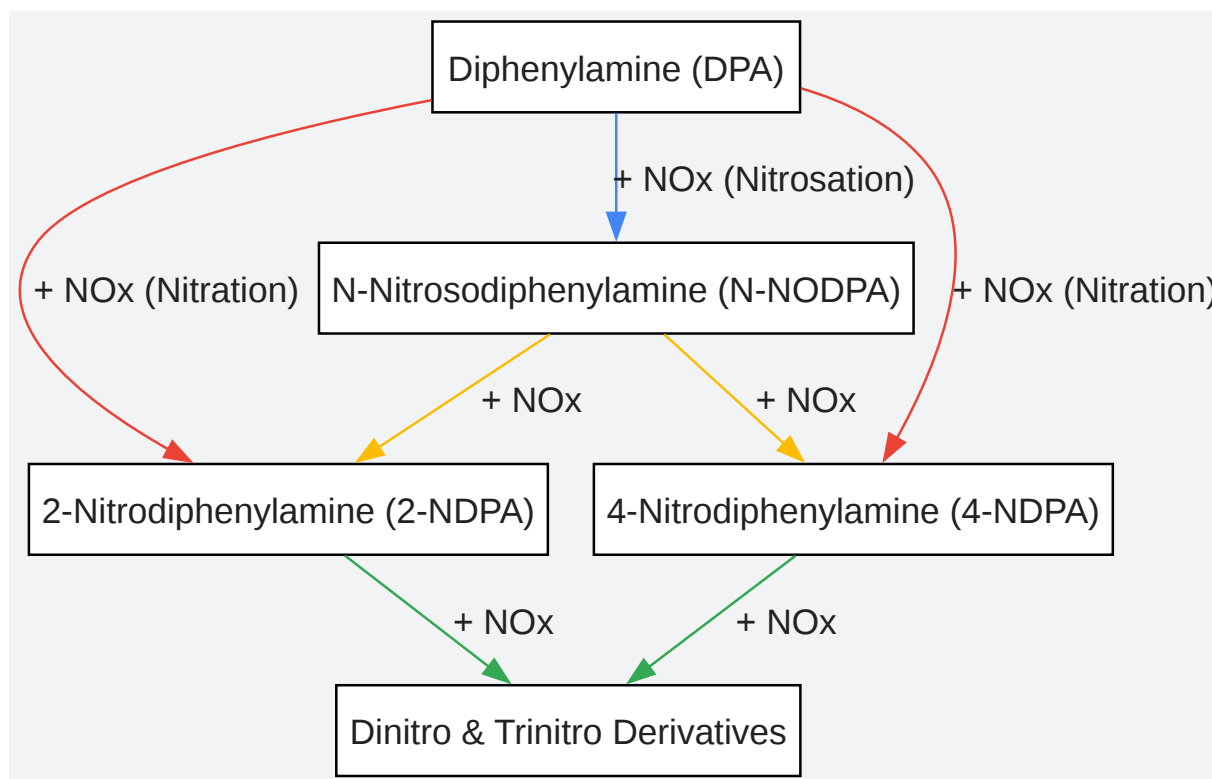 Diphenylamine (DPA)
+ NOx (Nitrosation)
+ NOx (Nitration)
N-Nitrosodiphenylamine (N-NODPA)
+ NOx (Nitration)
+ NOx
+ NOx
2-Nitrodiphenylamine (2-NDPA)
4-Nitrodiphenylamine (4-NDPA)
+ NOx
+ NOx
Dinitro & Trinitro Derivatives